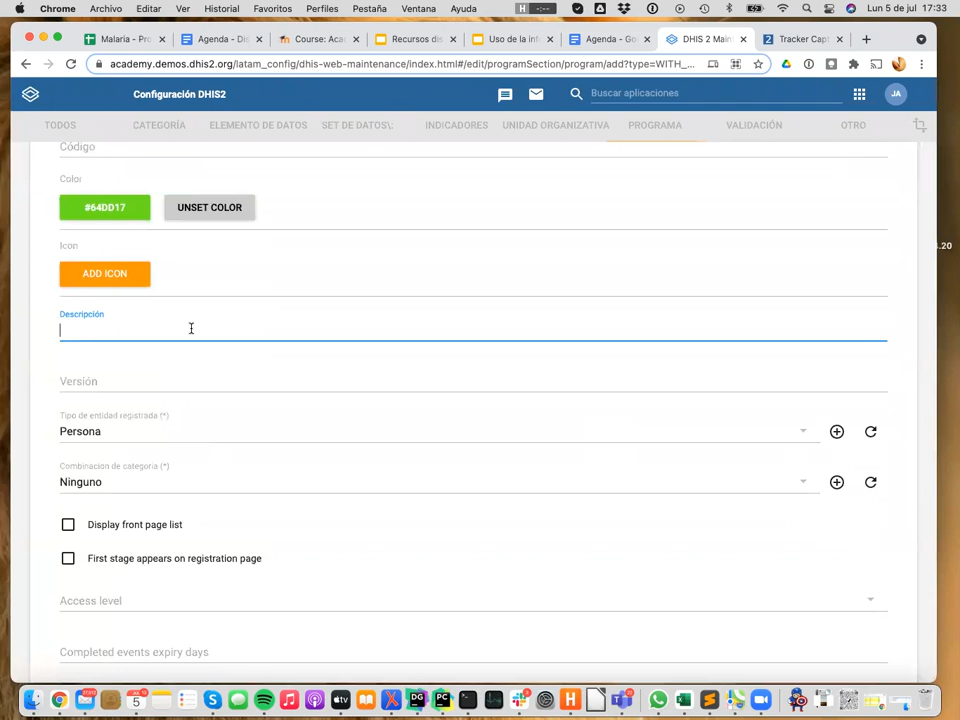 Chrome Archivo Editar Ver Historial Favoritos Perfiles Pestaña Ventana Ayuda
H --:-- Lun 5 de jul 17:33
Malaria - Pro
Agenda - Dis
Course: Aca
Recursos dis
Uso de la inf
Agenda - Go
DHIS 2 Main
Tracker Capt
academy.demos.dhis2.org/latam_config/dhis-web-maintenance/index.html#/edit/programSection/program/add?type=WITH_...
Configuración DHIS2
Buscar aplicaciones
JA
TODOS CATEGORÍA ELEMENTO DE DATOS SET DE DATOS\; INDICADORES UNIDAD ORGANIZATIVA PROGRAMA VALIDACIÓN OTRO
Código
Color
#64DD17 UNSET COLOR
Icon
.20
ADD ICON
Descripción
Versión
Tipo de entidad registrada (*)
Persona
Combinacion de categoria (*)
Ninguno
Display front page list
First stage appears on registration page
Access level
Completed events expiry days